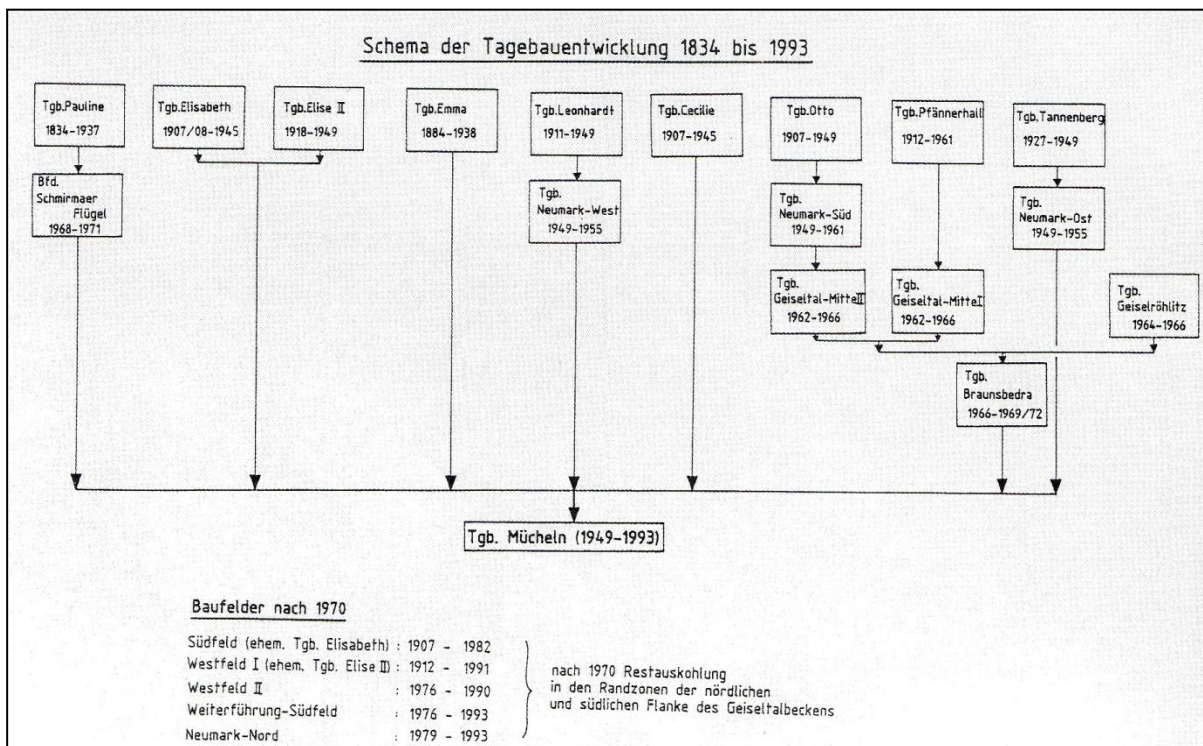 Schema der Tagebauentwicklung 1834 bis 1993
Tgb.Pauline
1834-1937
Tgb.Elisabeth
1907/08-1945
Tgb.Elise II
1918-1949
Tgb.Emma
1884-1938
Tgb.Leonhardt
1911-1949
Tgb.Cecilie
1907-1945
Tgb.Otto
1907-1949
Tgb.Pfännerhall
1912-1961
Tgb.Tannenberg
1927-1949
Bfd.
Schmirmaer
Flügel
1968-1971
Tgb.
Neumark-West
1949-1955
Tgb.
Neumark-Süd
1949-1961
Tgb.
Neumark-Ost
1949-1955
Tgb.
Geiseltal-Mitte II
1962-1966
Tgb.
Geiseltal-Mitte I
1962-1966
Tgb.
Geiselröhlitz
1964-1966
Tgb.
Braunsbedra
1966-1969/72
Tgb. Mücheln (1949-1993)
Baufelder nach 1970
Südfeld (ehem. Tgb. Elisabeth) : 1907 - 1982
Westfeld I (ehem. Tgb. Elise II) : 1912 - 1991
Westfeld II : 1976 - 1990
Weiterführung-Südfeld : 1976 - 1993
Neumark-Nord : 1979 - 1993
nach 1970 Restauskohlung
in den Randzonen der nördlichen
und südlichen Flanke des Geiseltalbeckens